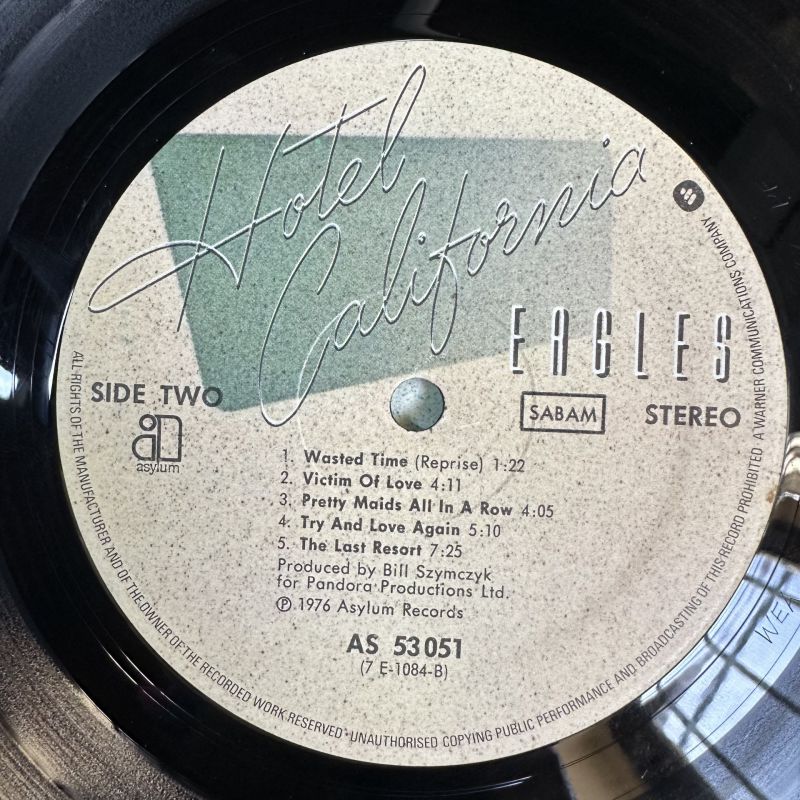 Hotel
California
EAGLES
SIDE TWO
asylum
SABAM
STEREO
1. Wasted Time (Reprise) 1:22
2. Victim Of Love 4:11
3. Pretty Maids All In A Row 4:05
4. Try And Love Again 5:10
5. The Last Resort 7:25
Produced by Bill Szymczyk
for Pandora Productions Ltd.
℗ 1976 Asylum Records
AS 53 051
(7 E-1084-B)
ALL RIGHTS OF THE MANUFACTURER AND OF THE OWNER OF THE RECORDED WORK RESERVED · UNAUTHORISED COPYING PUBLIC PERFORMANCE AND BROADCASTING OF THIS RECORD PROHIBITED A WARNER COMMUNICATIONS COMPANY